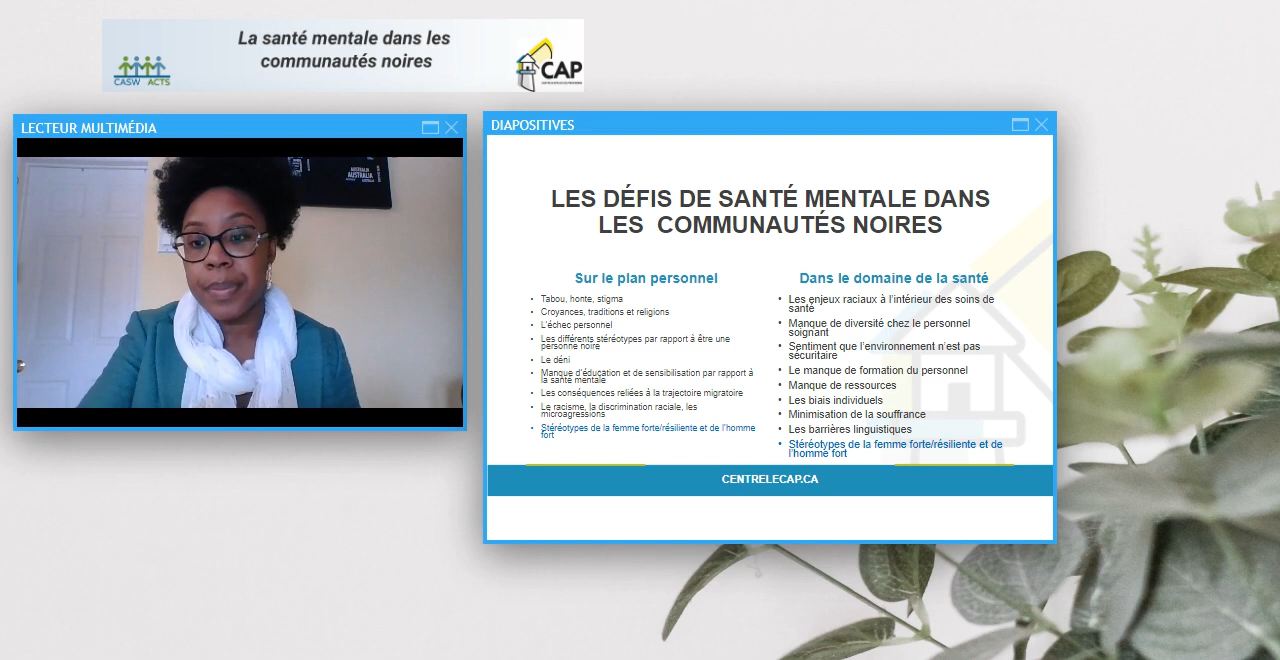 La santé mentale dans les
communautés noires
CASW ACTS
CAP
LECTEUR MULTIMÉDIA
AUSTRALIA
DIAPOSITIVES
LES DÉFIS DE SANTÉ MENTALE DANS
LES COMMUNAUTÉS NOIRES
Sur le plan personnel
• Tabou, honte, stigma
• Croyances, traditions et religions
• L'échec personnel
• Les différents stéréotypes par rapport à être une
personne noire
• Le déni
• Manque d'éducation et de sensibilisation par rapport à
la santé mentale
• Les conséquences reliées à la trajectoire migratoire
• Le racisme, la discrimination raciale, les
microagressions
• Stéréotypes de la femme forte/résiliente et de l'homme
fort
Dans le domaine de la santé
• Les enjeux raciaux à l'intérieur des soins de
santé
• Manque de diversité chez le personnel
soignant
• Sentiment que l'environnement n'est pas
sécuritaire
• Le manque de formation du personnel
• Manque de ressources
• Les biais individuels
• Minimisation de la souffrance
• Les barrières linguistiques
• Stéréotypes de la femme forte/résiliente et de
l'homme fort
CENTRELECAP.CA